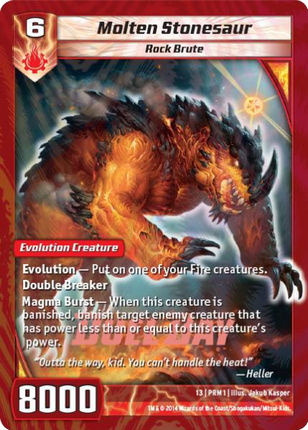 6
Molten Stonesaur
Rock Brute
Evolution Creature
Evolution — Put on one of your Fire creatures.
Double Breaker
Magma Burst — When this creature is
banished, banish target enemy creature that
has power less than or equal to this creature's
power.
"Outta the way, kid. You can't handle the heat!"
—Heller
8000
13 | PRM1 | Illus. Jakub Kasper
TM & © 2014 Wizards of the Coast/Shogakukan/Mitsui-Kids.